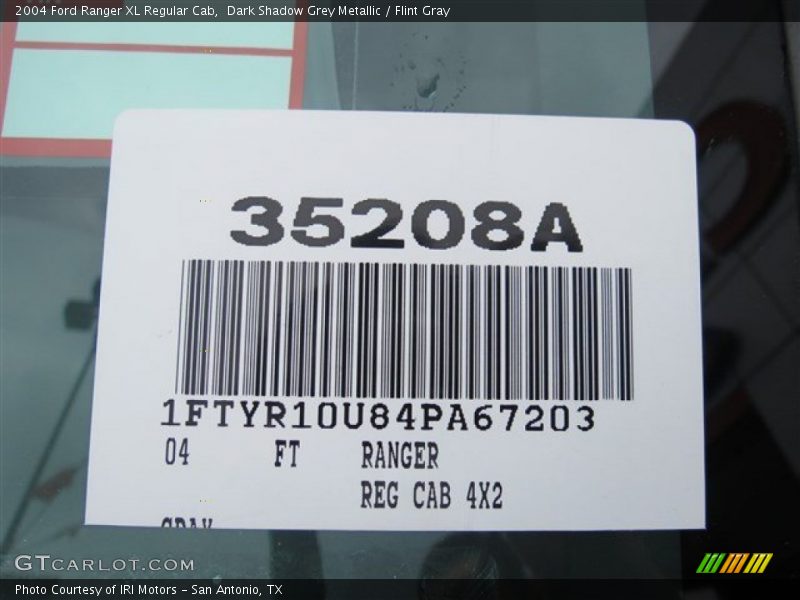 2004 Ford Ranger XL Regular Cab,  Dark Shadow Grey Metallic / Flint Gray
35208A
1FTYR10U84PA67203
04 FT RANGER
REG CAB 4X2
GRAY
GTCARLOT.COM
Photo Courtesy of IRI Motors - San Antonio, TX